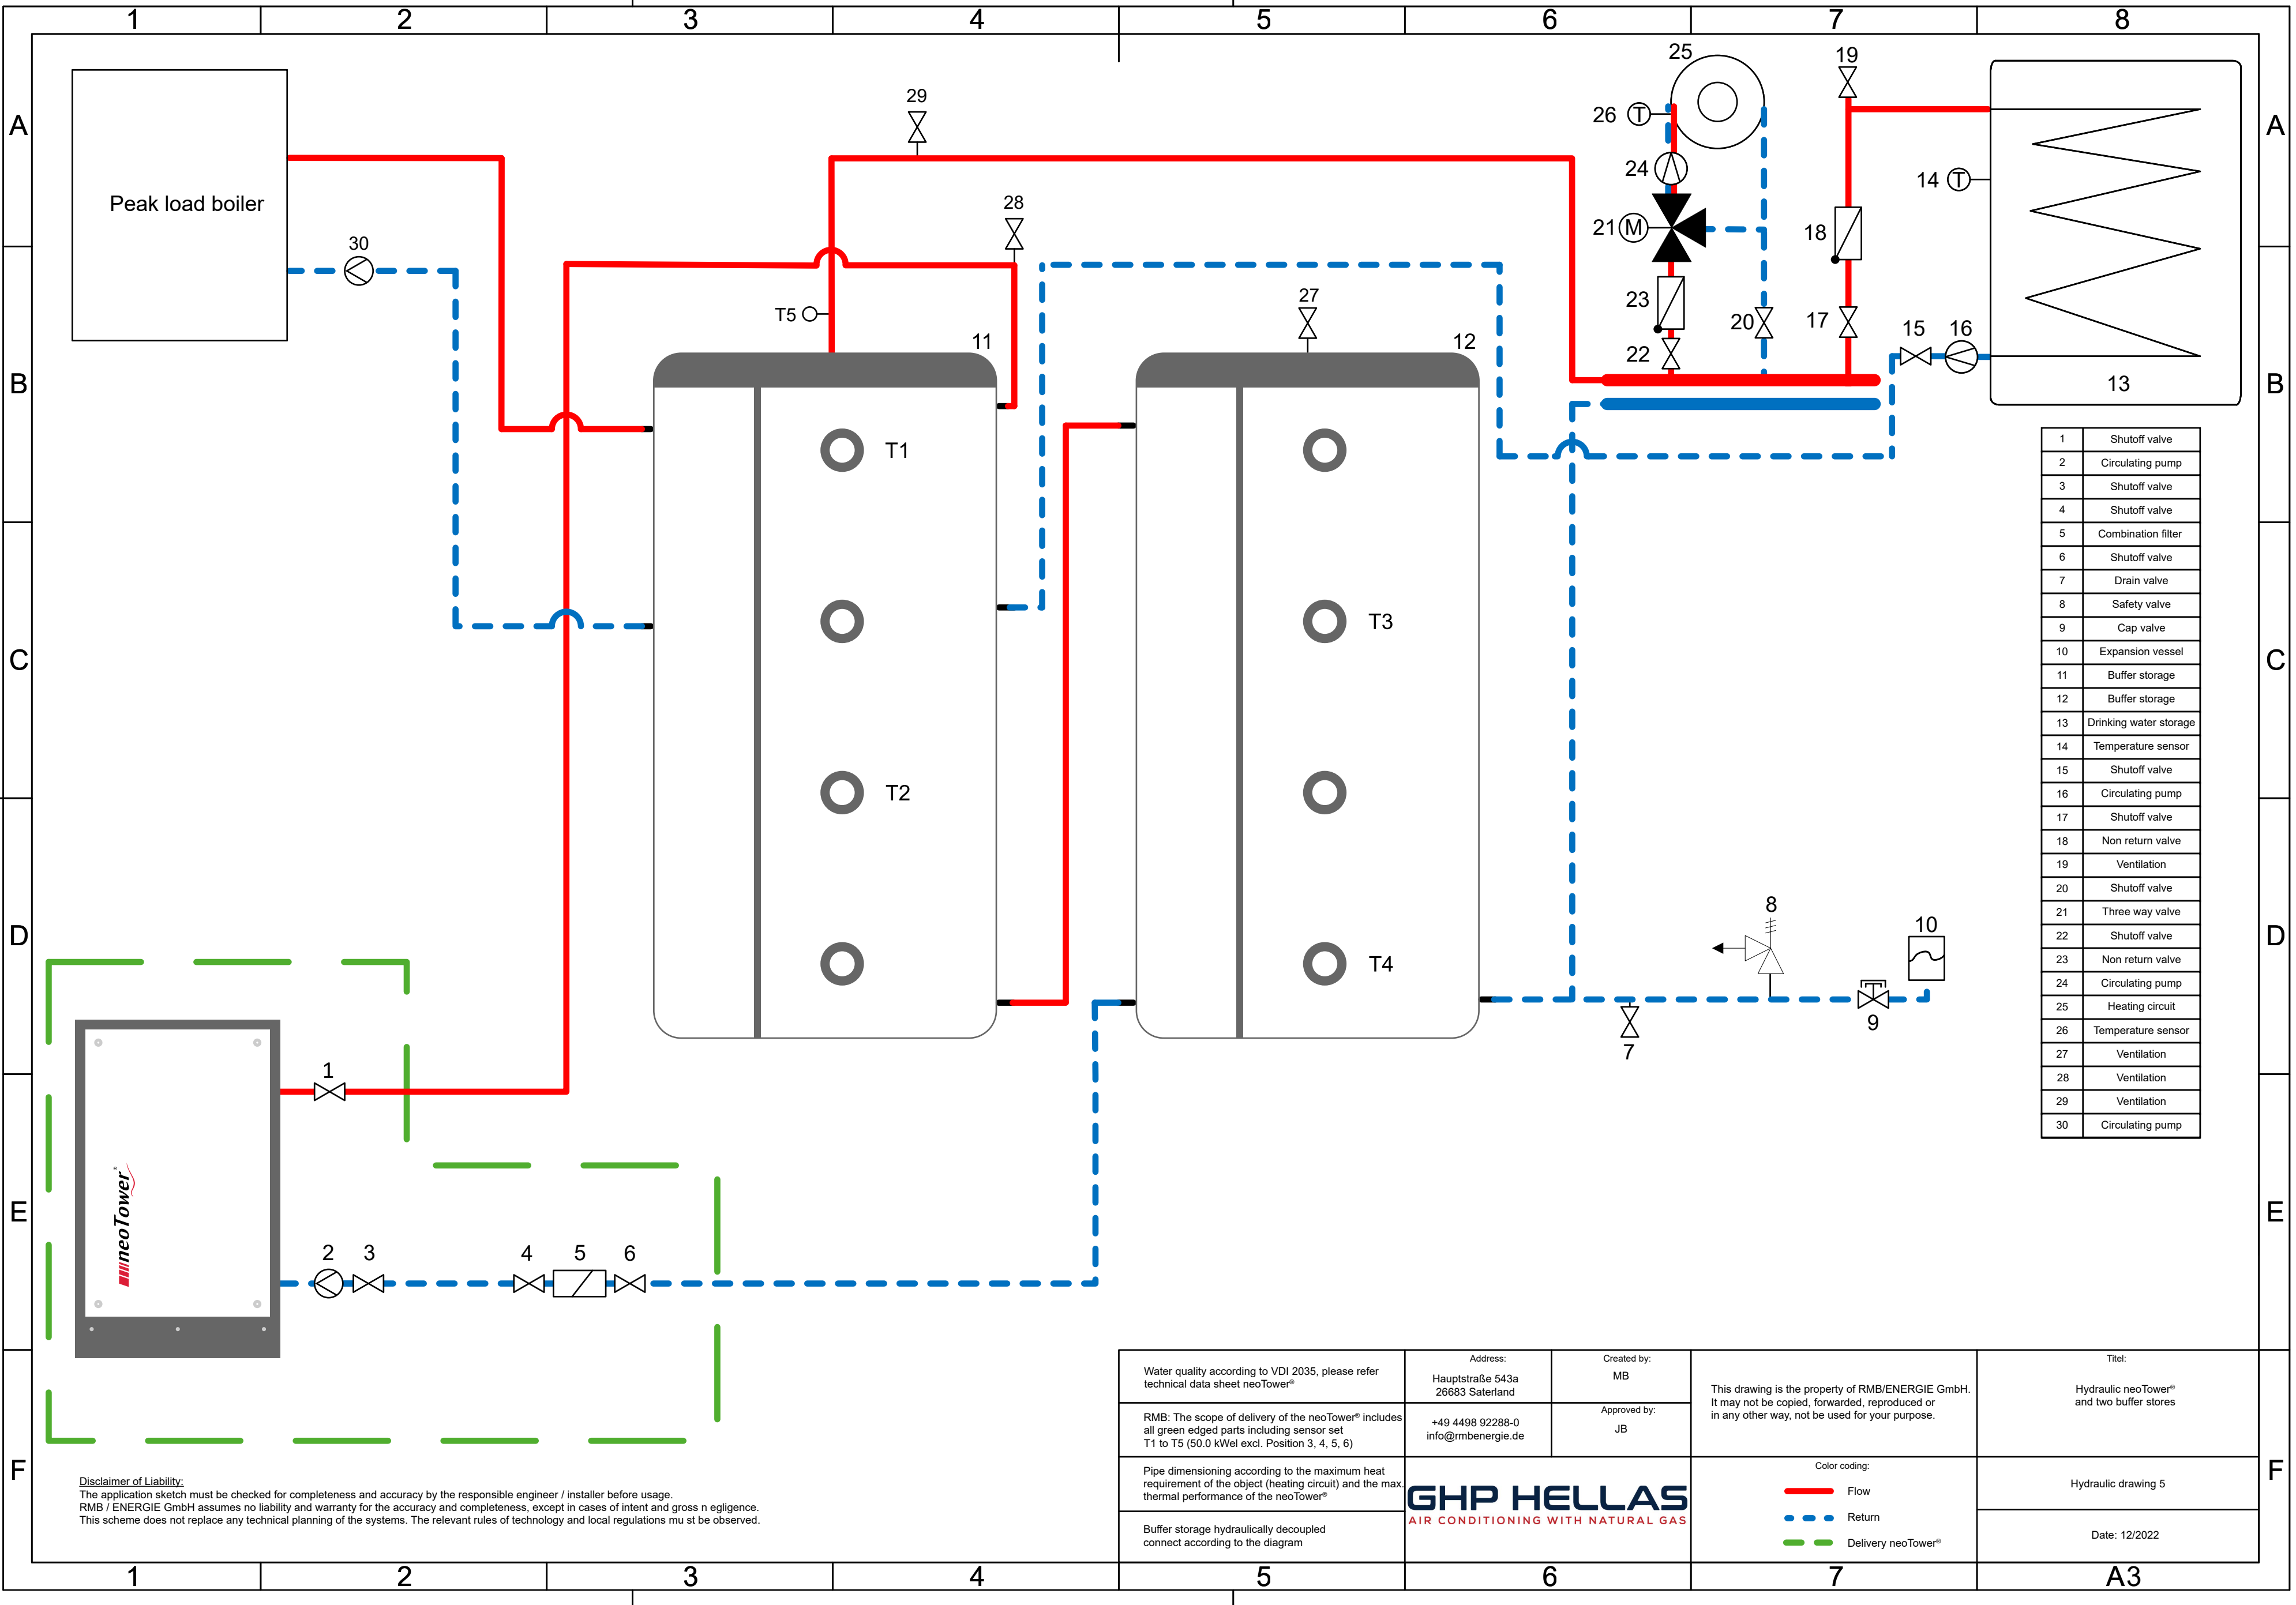 1 2 3 4 5 6 7 8
A A
B B
C C
D D
E E
F F
Peak load boiler
30
29
28
T5
11
T1
T2
27
12
T3
T4
25
26 T
24
21 M
23
22
20
19
18
17
14 T
15 16
13
8
10
9
7
1
neoTower®
2 3 4 5 6
1 Shutoff valve
2 Circulating pump
3 Shutoff valve
4 Shutoff valve
5 Combination filter
6 Shutoff valve
7 Drain valve
8 Safety valve
9 Cap valve
10 Expansion vessel
11 Buffer storage
12 Buffer storage
13 Drinking water storage
14 Temperature sensor
15 Shutoff valve
16 Circulating pump
17 Shutoff valve
18 Non return valve
19 Ventilation
20 Shutoff valve
21 Three way valve
22 Shutoff valve
23 Non return valve
24 Circulating pump
25 Heating circuit
26 Temperature sensor
27 Ventilation
28 Ventilation
29 Ventilation
30 Circulating pump
Disclaimer of Liability:
The application sketch must be checked for completeness and accuracy by the responsible engineer / installer before usage.
RMB / ENERGIE GmbH assumes no liability and warranty for the accuracy and completeness, except in cases of intent and gross n egligence.
This scheme does not replace any technical planning of the systems. The relevant rules of technology and local regulations mu st be observed.
Water quality according to VDI 2035, please refer
technical data sheet neoTower®
RMB: The scope of delivery of the neoTower® includes
all green edged parts including sensor set
T1 to T5 (50.0 kWel excl. Position 3, 4, 5, 6)
Pipe dimensioning according to the maximum heat
requirement of the object (heating circuit) and the max.
thermal performance of the neoTower®
Buffer storage hydraulically decoupled
connect according to the diagram
Address:
Hauptstraße 543a
26683 Saterland
+49 4498 92288-0
info@rmbenergie.de
Created by:
MB
Approved by:
JB
GHP HELLAS
AIR CONDITIONING WITH NATURAL GAS
This drawing is the property of RMB/ENERGIE GmbH.
It may not be copied, forwarded, reproduced or
in any other way, not be used for your purpose.
Color coding:
Flow
Return
Delivery neoTower®
Titel:
Hydraulic neoTower®
and two buffer stores
Hydraulic drawing 5
Date: 12/2022
1 2 3 4 5 6 7 A3